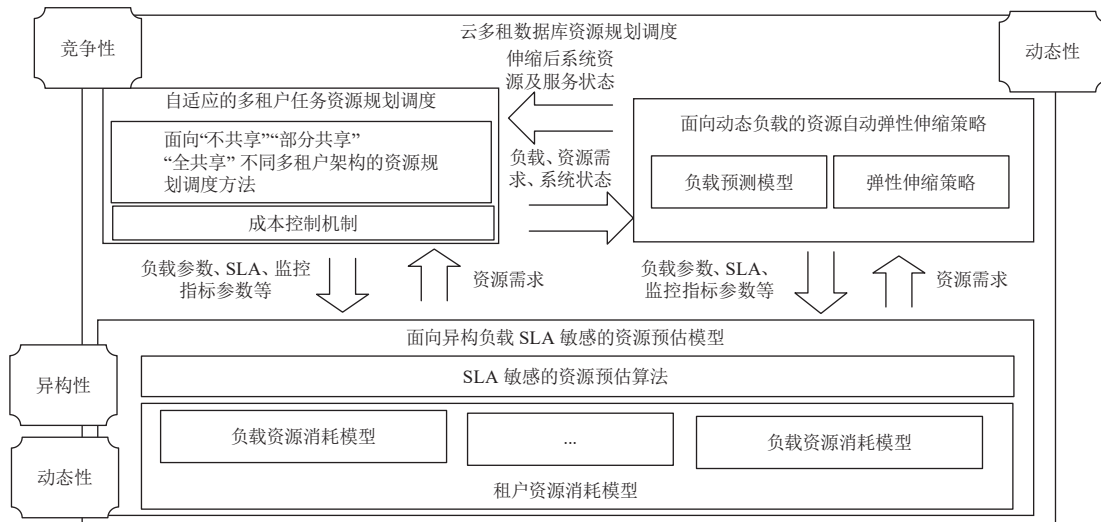 云多租数据库资源规划调度
竞争性
动态性
伸缩后系统资
源及服务状态
自适应的多租户任务资源规划调度
面向“不共享”“部分共享”
“全共享” 不同多租户架构的资源规
划调度方法
成本控制机制
负载、资源需
求、系统状态
面向动态负载的资源自动弹性伸缩策略
负载预测模型
弹性伸缩策略
负载参数、SLA、监控
指标参数等
资源需求
负载参数、SLA、
监控指标参数等
资源需求
异构性
动态性
面向异构负载 SLA 敏感的资源预估模型
SLA 敏感的资源预估算法
负载资源消耗模型
...
负载资源消耗模型
租户资源消耗模型